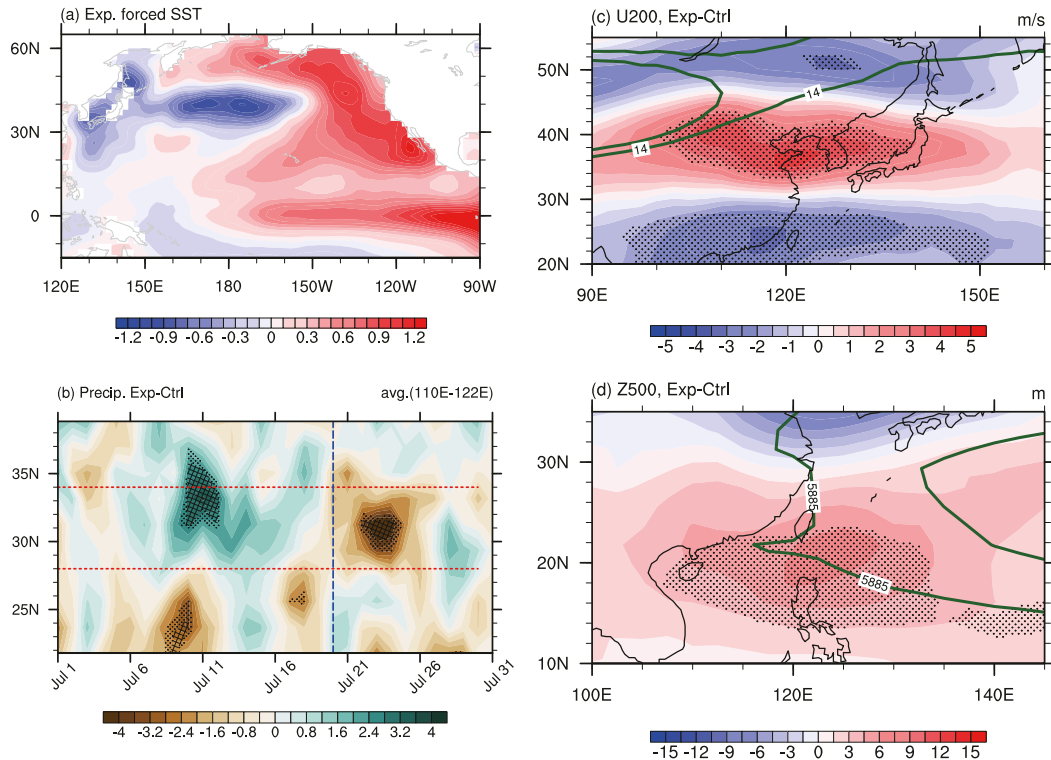 (a) Exp. forced SST
60N
30N
0
120E 150E 180 150W 120W 90W
-1.2 -0.9 -0.6 -0.3 0 0.3 0.6 0.9 1.2
(b) Precip. Exp-Ctrl avg.(110E-122E)
35N
30N
25N
Jul 1 Jul 6 Jul 11 Jul 16 Jul 21 Jul 26 Jul 31
-4 -3.2 -2.4 -1.6 -0.8 0 0.8 1.6 2.4 3.2 4
(c) U200, Exp-Ctrl m/s
50N
40N
30N
20N
14
14
90E 120E 150E
-5 -4 -3 -2 -1 0 1 2 3 4 5
(d) Z500, Exp-Ctrl m
30N
20N
10N
5885
5885
100E 120E 140E
-15 -12 -9 -6 -3 0 3 6 9 12 15